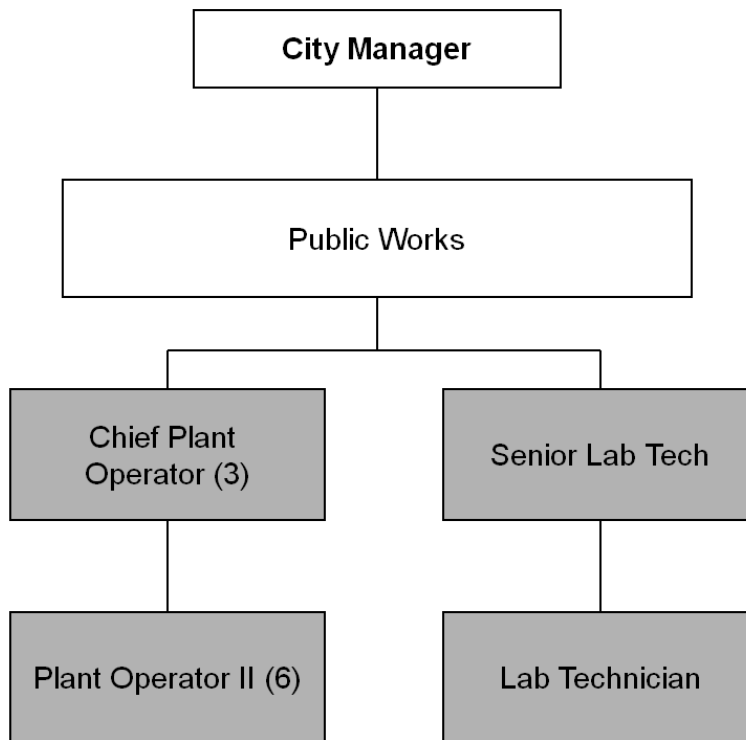 City Manager
Public Works
Chief Plant
Operator (3)
Senior Lab Tech
Plant Operator II (6)
Lab Technician